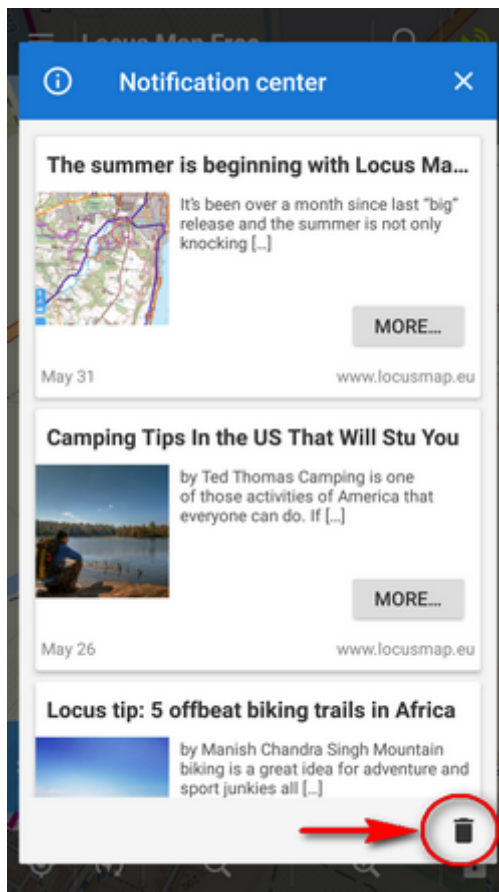 Locus Map Free
Notification center
The summer is beginning with Locus Ma...
It's been over a month since last "big"
release and the summer is not only
knocking [...]
MORE...
May 31
www.locusmap.eu
Camping Tips In the US That Will Stu You
by Ted Thomas Camping is one
of those activities of America that
everyone can do. If [...]
MORE...
May 26
www.locusmap.eu
Locus tip: 5 offbeat biking trails in Africa
by Manish Chandra Singh Mountain
biking is a great idea for adventure and
sport junkies all [...]